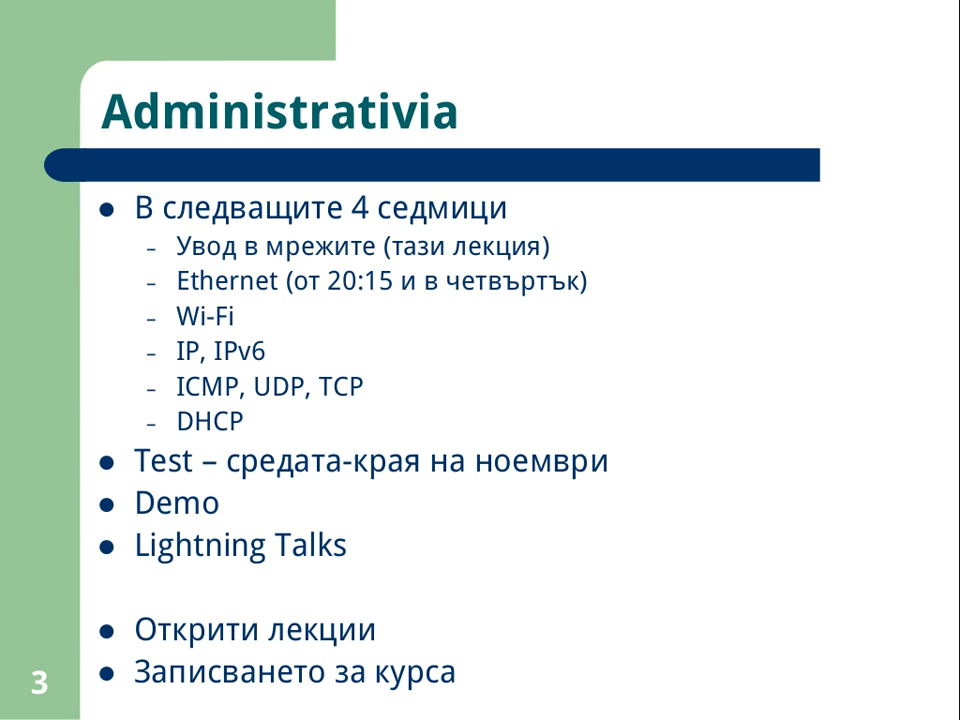 Administrativia
● В следващите 4 седмици
– Увод в мрежите (тази лекция)
– Ethernet (от 20:15 и в четвъртък)
– Wi-Fi
– IP, IPv6
– ICMP, UDP, TCP
– DHCP
● Test – средата-края на ноември
● Demo
● Lightning Talks
● Открити лекции
● Записването за курса
3